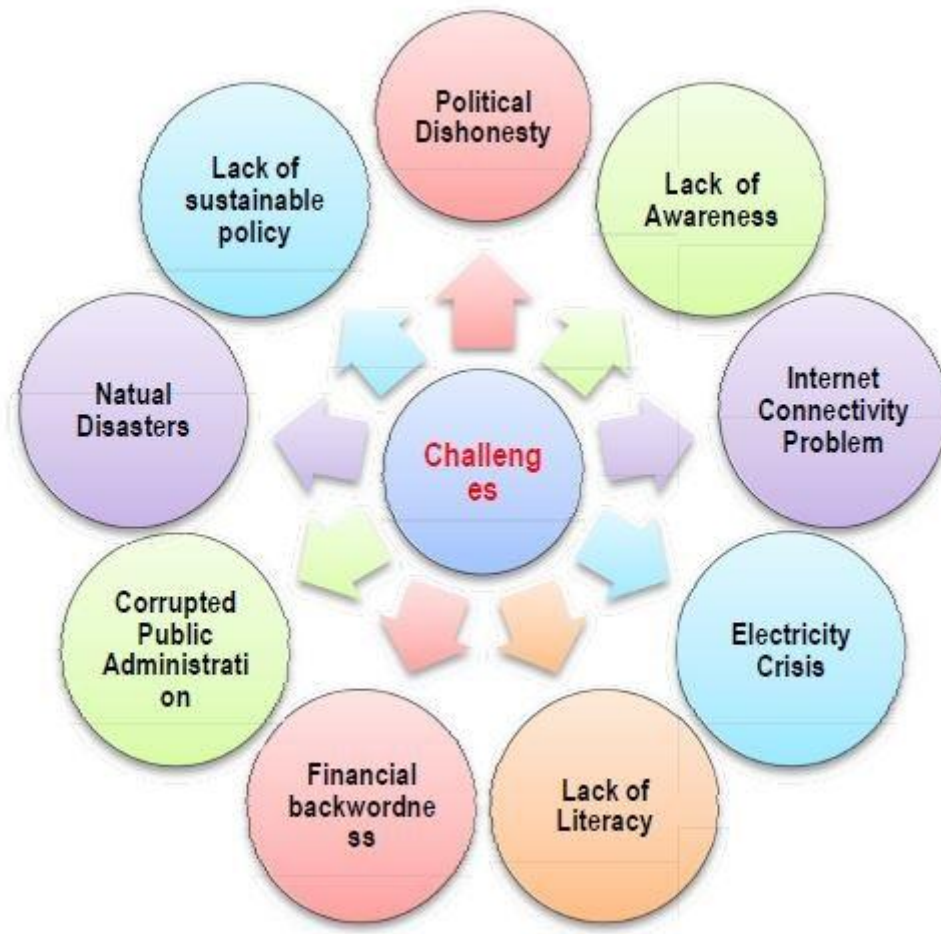 Political
Dishonesty
Lack of
Awareness
Internet
Connectivity
Problem
Electricity
Crisis
Lack of
Literacy
Financial
backwordne
ss
Corrupted
Public
Administrati
on
Natual
Disasters
Lack of
sustainable
policy
Challeng
es